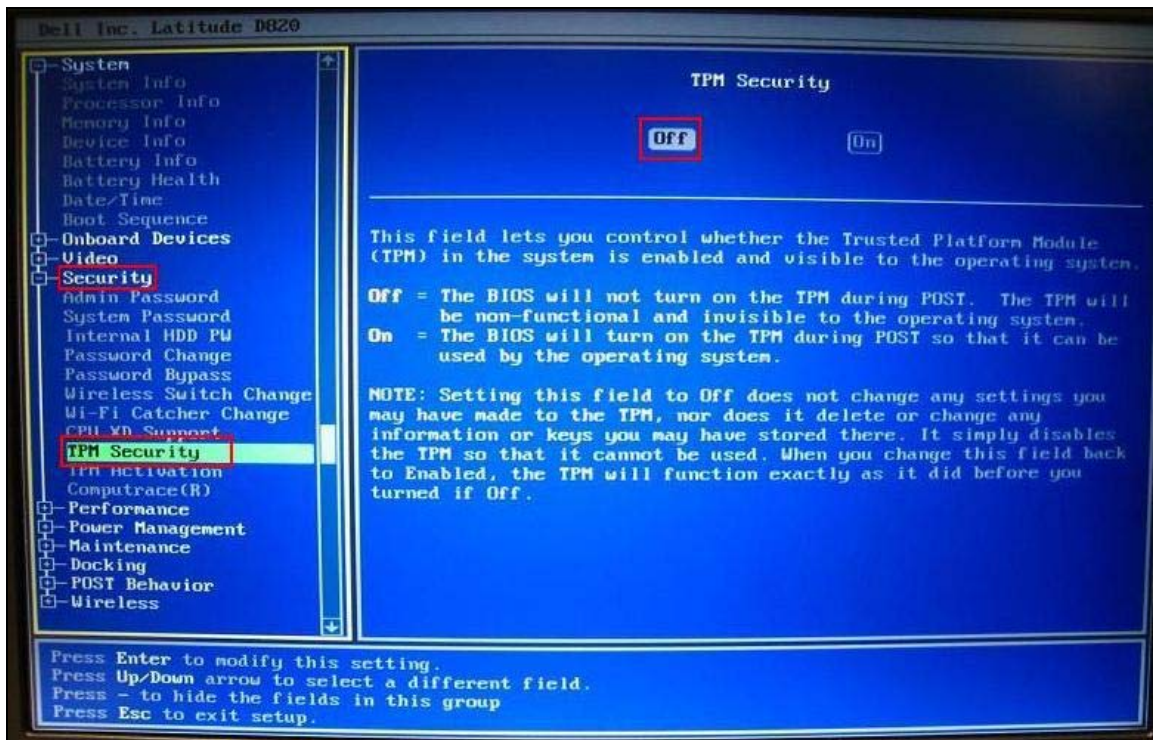 Dell Inc. Latitude D820
System
System Info
Processor Info
Memory Info
Device Info
Battery Info
Battery Health
Date/Time
Boot Sequence
Onboard Devices
Video
Security
Admin Password
System Password
Internal HDD PW
Password Change
Password Bypass
Wireless Switch Change
Wi-Fi Catcher Change
CPU XD Support
TPM Security
TPM Activation
Computrace(R)
Performance
Power Management
Maintenance
Docking
POST Behavior
Wireless
TPM Security
Off On
This field lets you control whether the Trusted Platform Module
(TPM) in the system is enabled and visible to the operating system.
Off = The BIOS will not turn on the TPM during POST. The TPM will
be non-functional and invisible to the operating system.
On = The BIOS will turn on the TPM during POST so that it can be
used by the operating system.
NOTE: Setting this field to Off does not change any settings you
may have made to the TPM, nor does it delete or change any
information or keys you may have stored there. It simply disables
the TPM so that it cannot be used. When you change this field back
to Enabled, the TPM will function exactly as it did before you
turned if Off.
Press Enter to modify this setting.
Press Up/Down arrow to select a different field.
Press - to hide the fields in this group
Press Esc to exit setup.